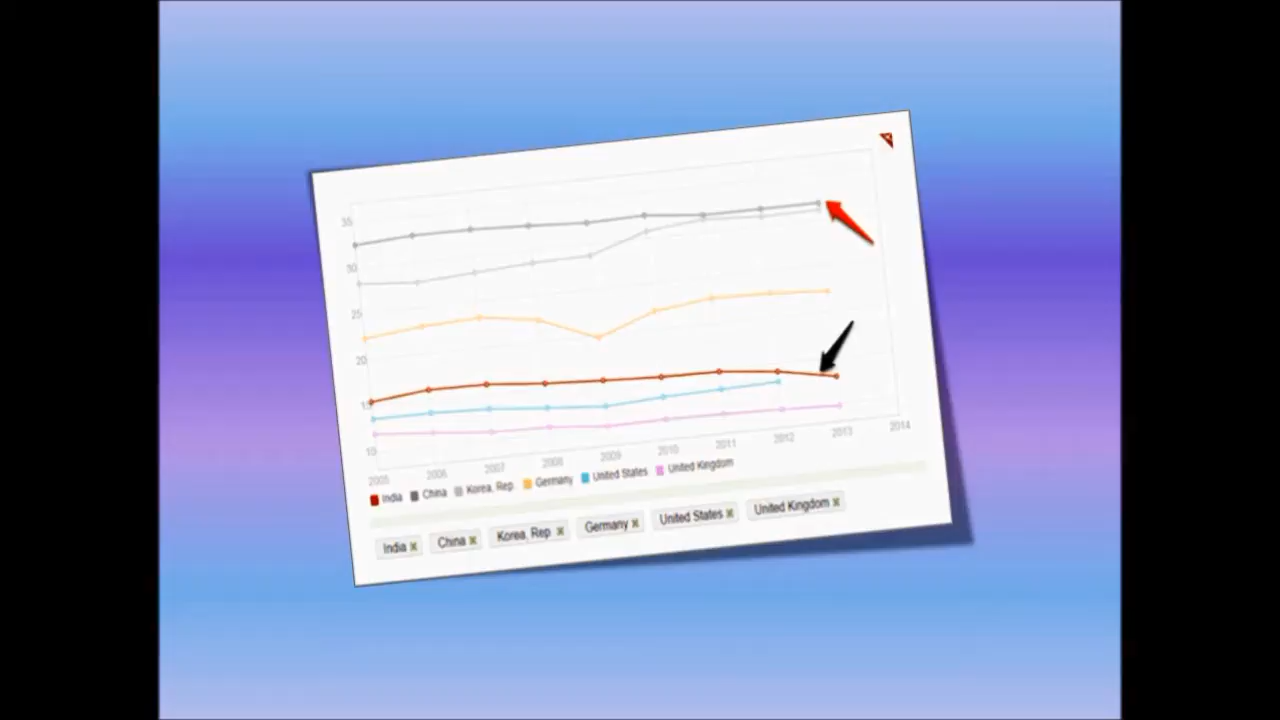 35
30
25
20
15
10
2005 2006 2007 2008 2009 2010 2011 2012 2013 2014
India China Korea, Rep. Germany United States United Kingdom
India x China x Korea, Rep x Germany x United States x United Kingdom x